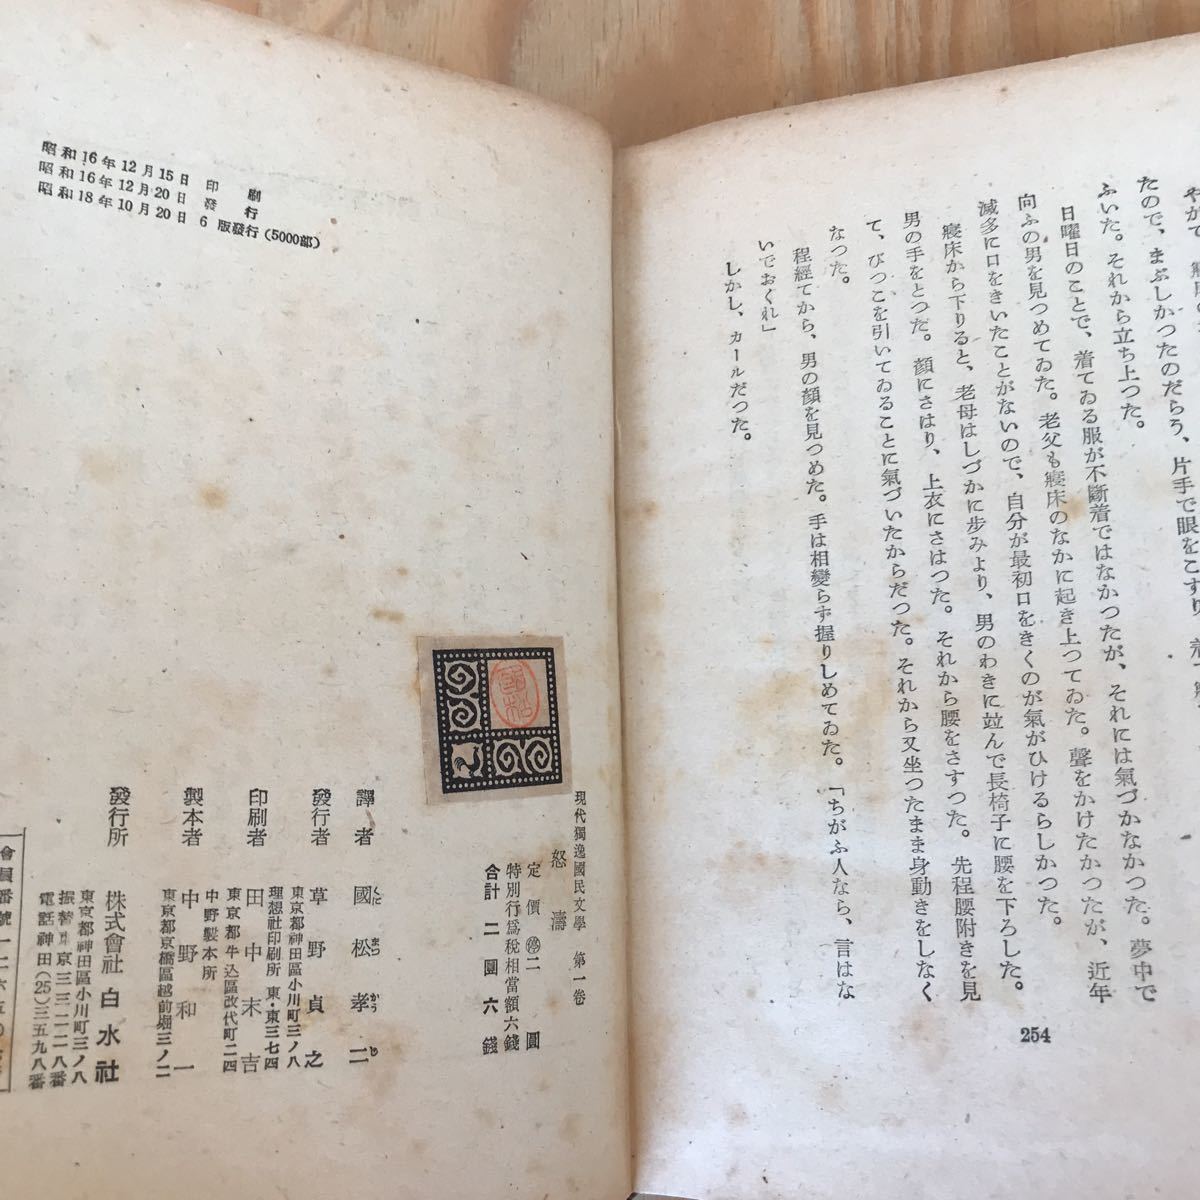 たので、まぶしかつたのだらう、片手で眼をこすり、
ふいた。それから立ち上つた。
日曜日のことで、着てゐる服が不斷着ではなかつたが、それには氣づかなかつた。夢中で
向ふの男を見つめてゐた。老父も寢床のなかに起き上つてゐた。聲をかけたかつたが、近年
滅多に口をきいたことがないので、自分が最初口をきくのが氣がひけるらしかつた。
寢床から下りると、老母はしづかに歩みより、男のわきに竝んで長椅子に腰を下ろした。
男の手をとつた。顏にさはり、上衣にさはつた。それから腰をさすつた。先程腰附きを見
て、びつこを引いてゐることに氣づいたからだつた。それから又坐つたまま身動きをしなく
なつた。
程經てから、男の顏を見つめた。手は相變らず握りしめてゐた。「ちがふ人なら、言はな
いでおくれ」
しかし、カールだつた。
254
昭和16年12月15日 印刷
昭和16年12月20日 發行
昭和18年10月20日 6版發行(5000部)
現代獨逸國民文學 第一卷
怒濤
定價 停 二圓
特別行爲税相當額六錢
合計二圓六錢
譯者 國松孝二
くに まつ かう じ
發行者 草野貞之
東京都神田區小川町三ノ八
印刷者 田中末吉
理想社印刷所 東・東三七四
東京都牛込區改代町二四
製本者 中野和一
中野製本所
東京都京橋區越前堀三ノ二
發行所 株式會社 白水社
東京都神田區小川町三ノ八
振替東京三三二二八番
電話神田(25)三五九八番